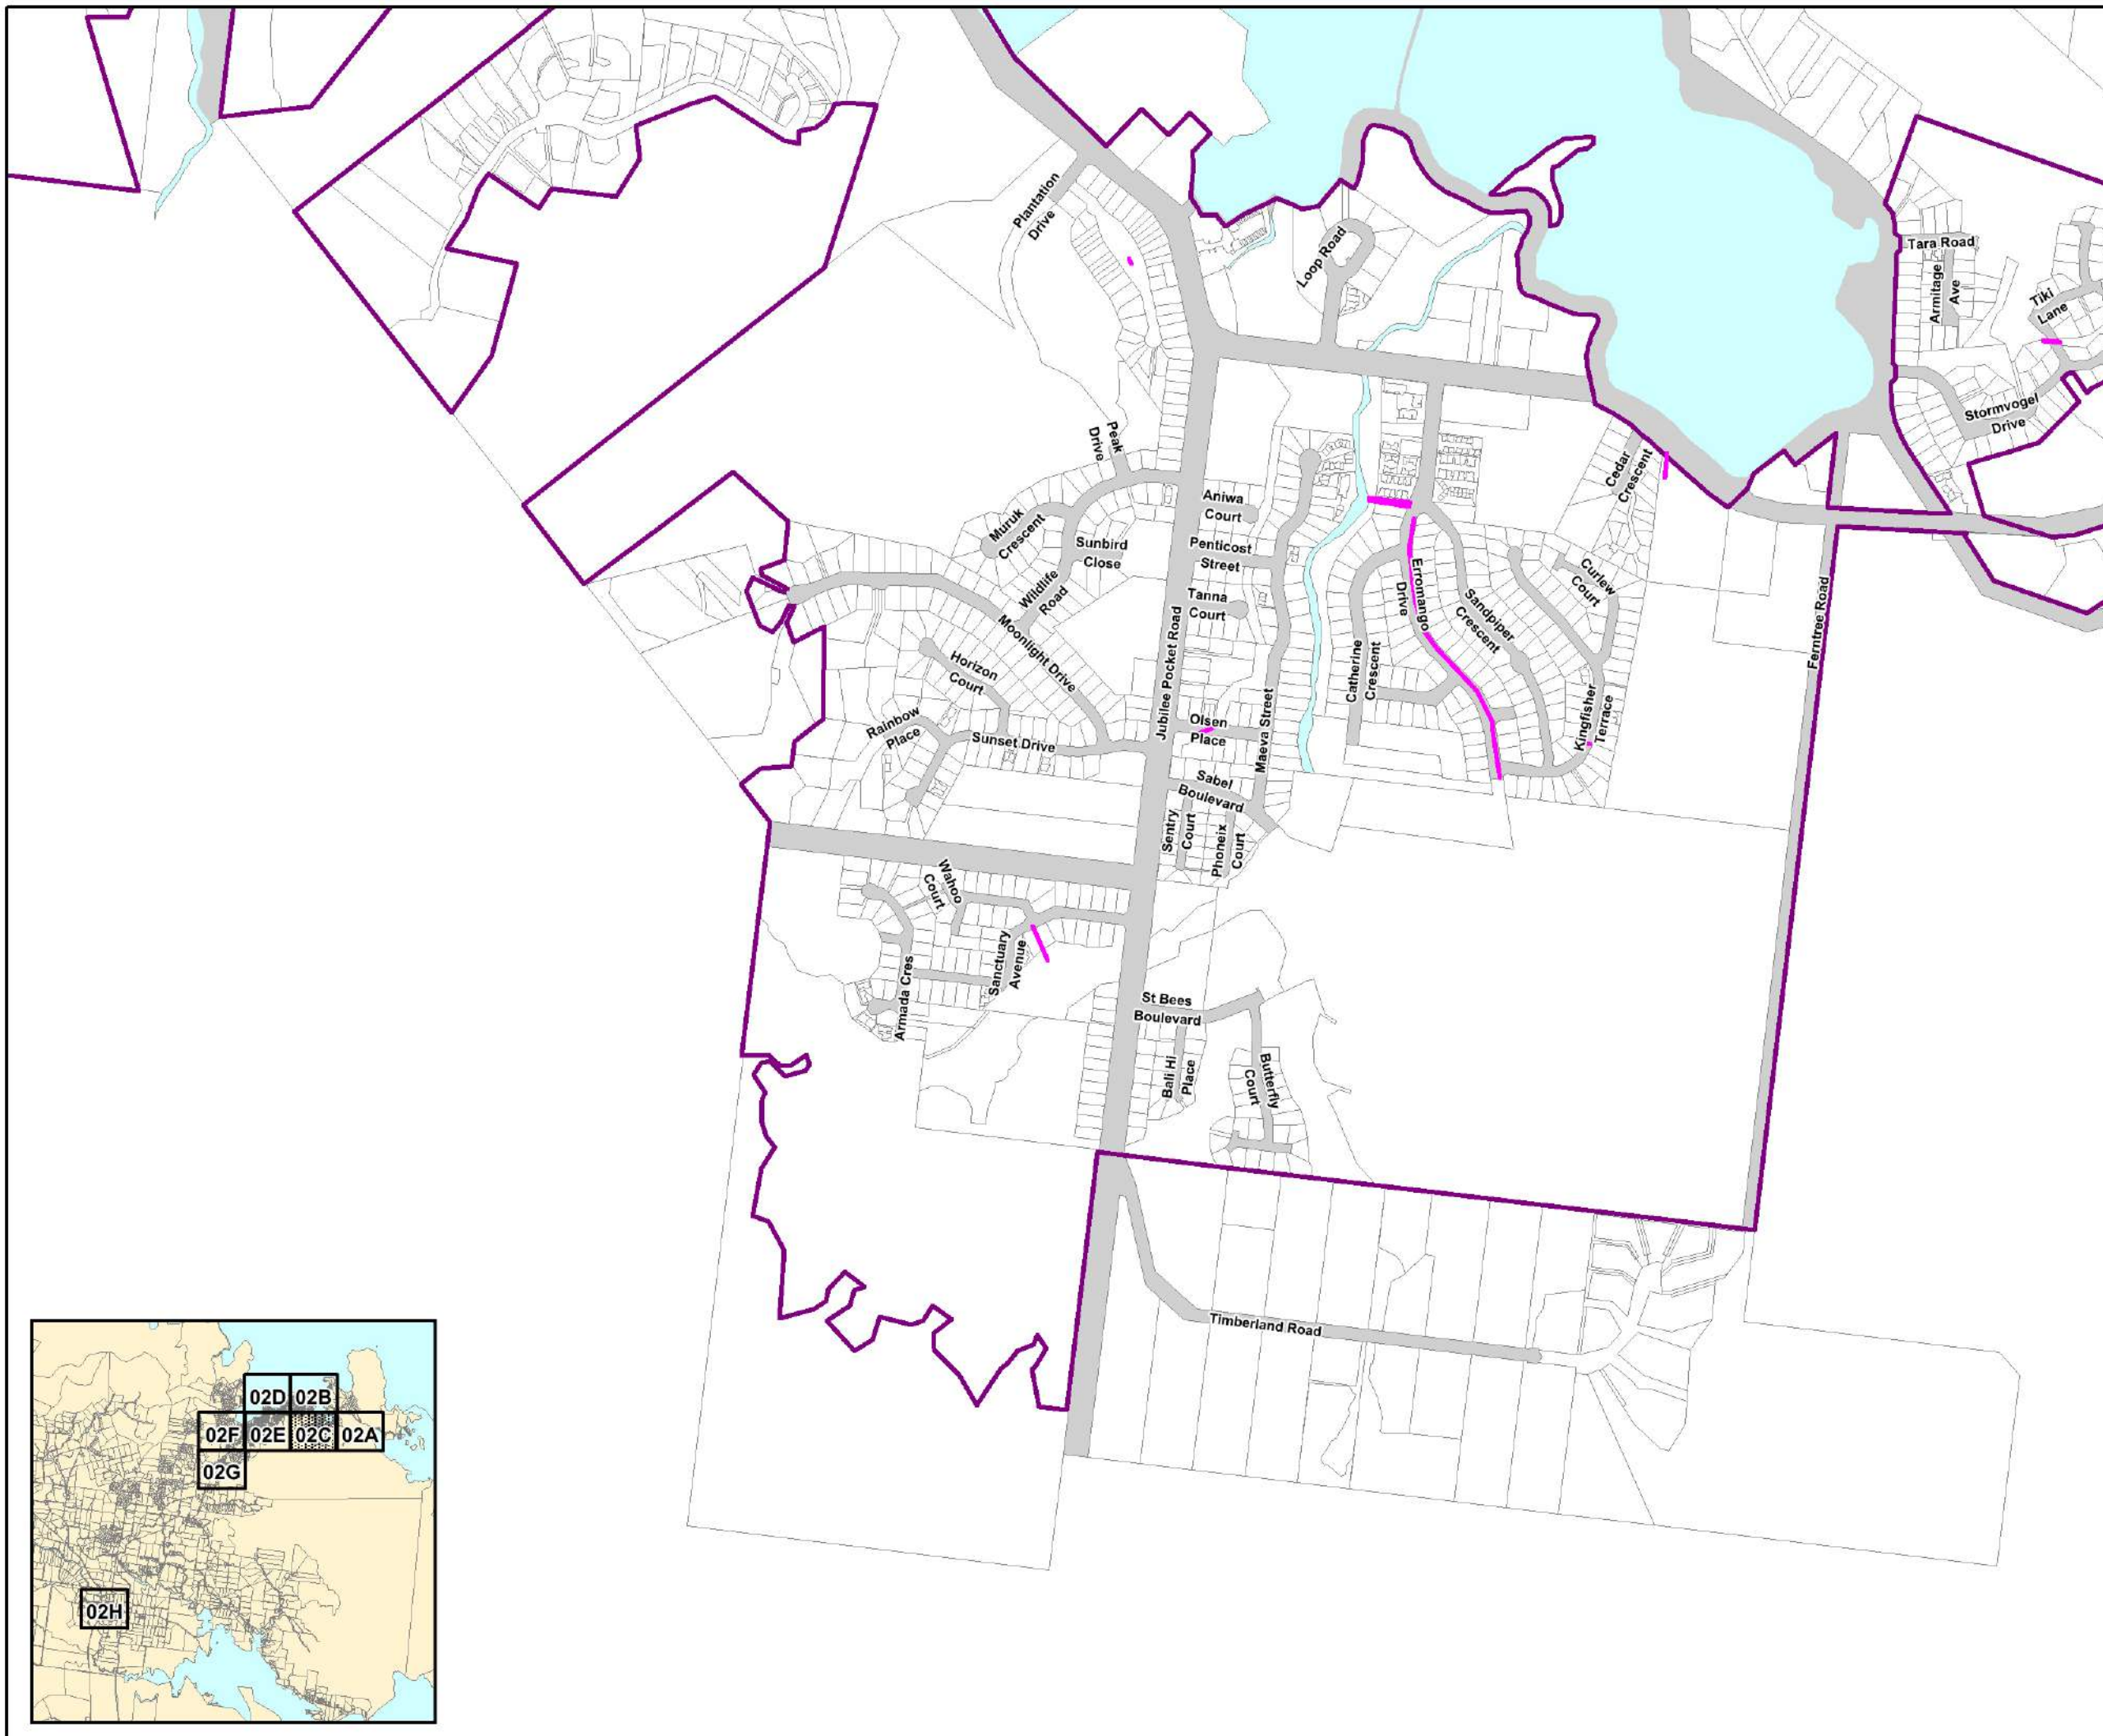 Plantation
Drive
Loop Road
Tara Road
Armitage
Ave
Tiki
Lane
Stormvogel
Drive
Peak
Drive
Cedar
Crescent
Aniwa
Court
Muruk
Crescent
Sunbird
Close
Penticost
Street
Wildlife
Road
Tanna
Court
Erromango
Drive
Sandpiper
Crescent
Curlew
Court
Ferntree Road
Moonlight Drive
Horizon
Court
Jubilee Pocket Road
Catherine
Crescent
Maeva Street
Rainbow
Place
Sunset Drive
Olsen
Place
Kingfisher
Terrace
Sabel
Boulevard
Sentry
Court
Phoneix
Court
Wahoo
Court
Sanctuary
Avenue
Armada Cres
St Bees
Boulevard
Bali Hi
Place
Butterfly
Court
Timberland Road
02D
02B
02F
02E
02C
02A
02G
02H